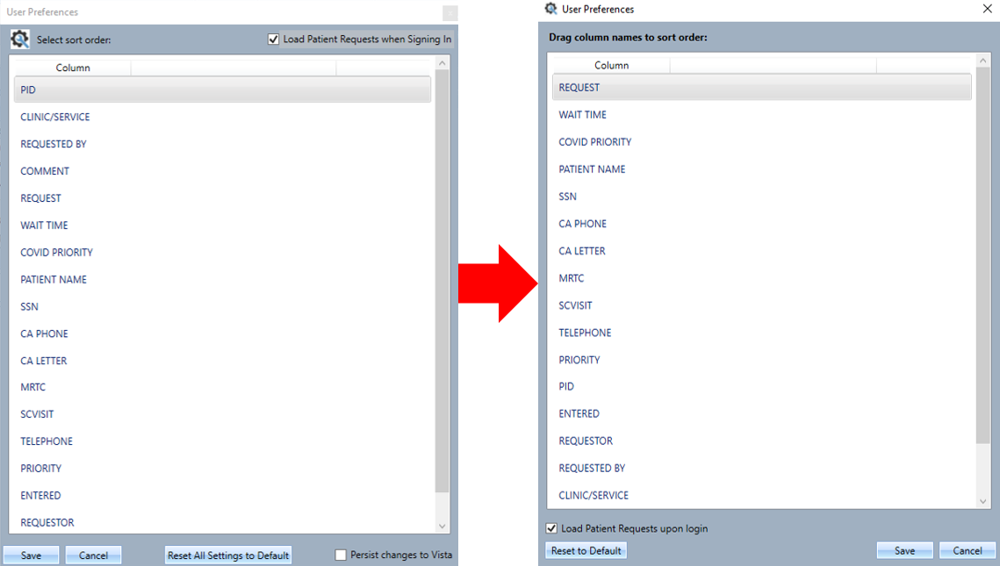 User Preferences
Select sort order:
Load Patient Requests when Signing In
Column
PID
CLINIC/SERVICE
REQUESTED BY
COMMENT
REQUEST
WAIT TIME
COVID PRIORITY
PATIENT NAME
SSN
CA PHONE
CA LETTER
MRTC
SCVISIT
TELEPHONE
PRIORITY
ENTERED
REQUESTOR
Save
Cancel
Reset All Settings to Default
Persist changes to Vista
User Preferences
Drag column names to sort order:
Column
REQUEST
WAIT TIME
COVID PRIORITY
PATIENT NAME
SSN
CA PHONE
CA LETTER
MRTC
SCVISIT
TELEPHONE
PRIORITY
PID
ENTERED
REQUESTOR
REQUESTED BY
CLINIC/SERVICE
Load Patient Requests upon login
Reset to Default
Save
Cancel